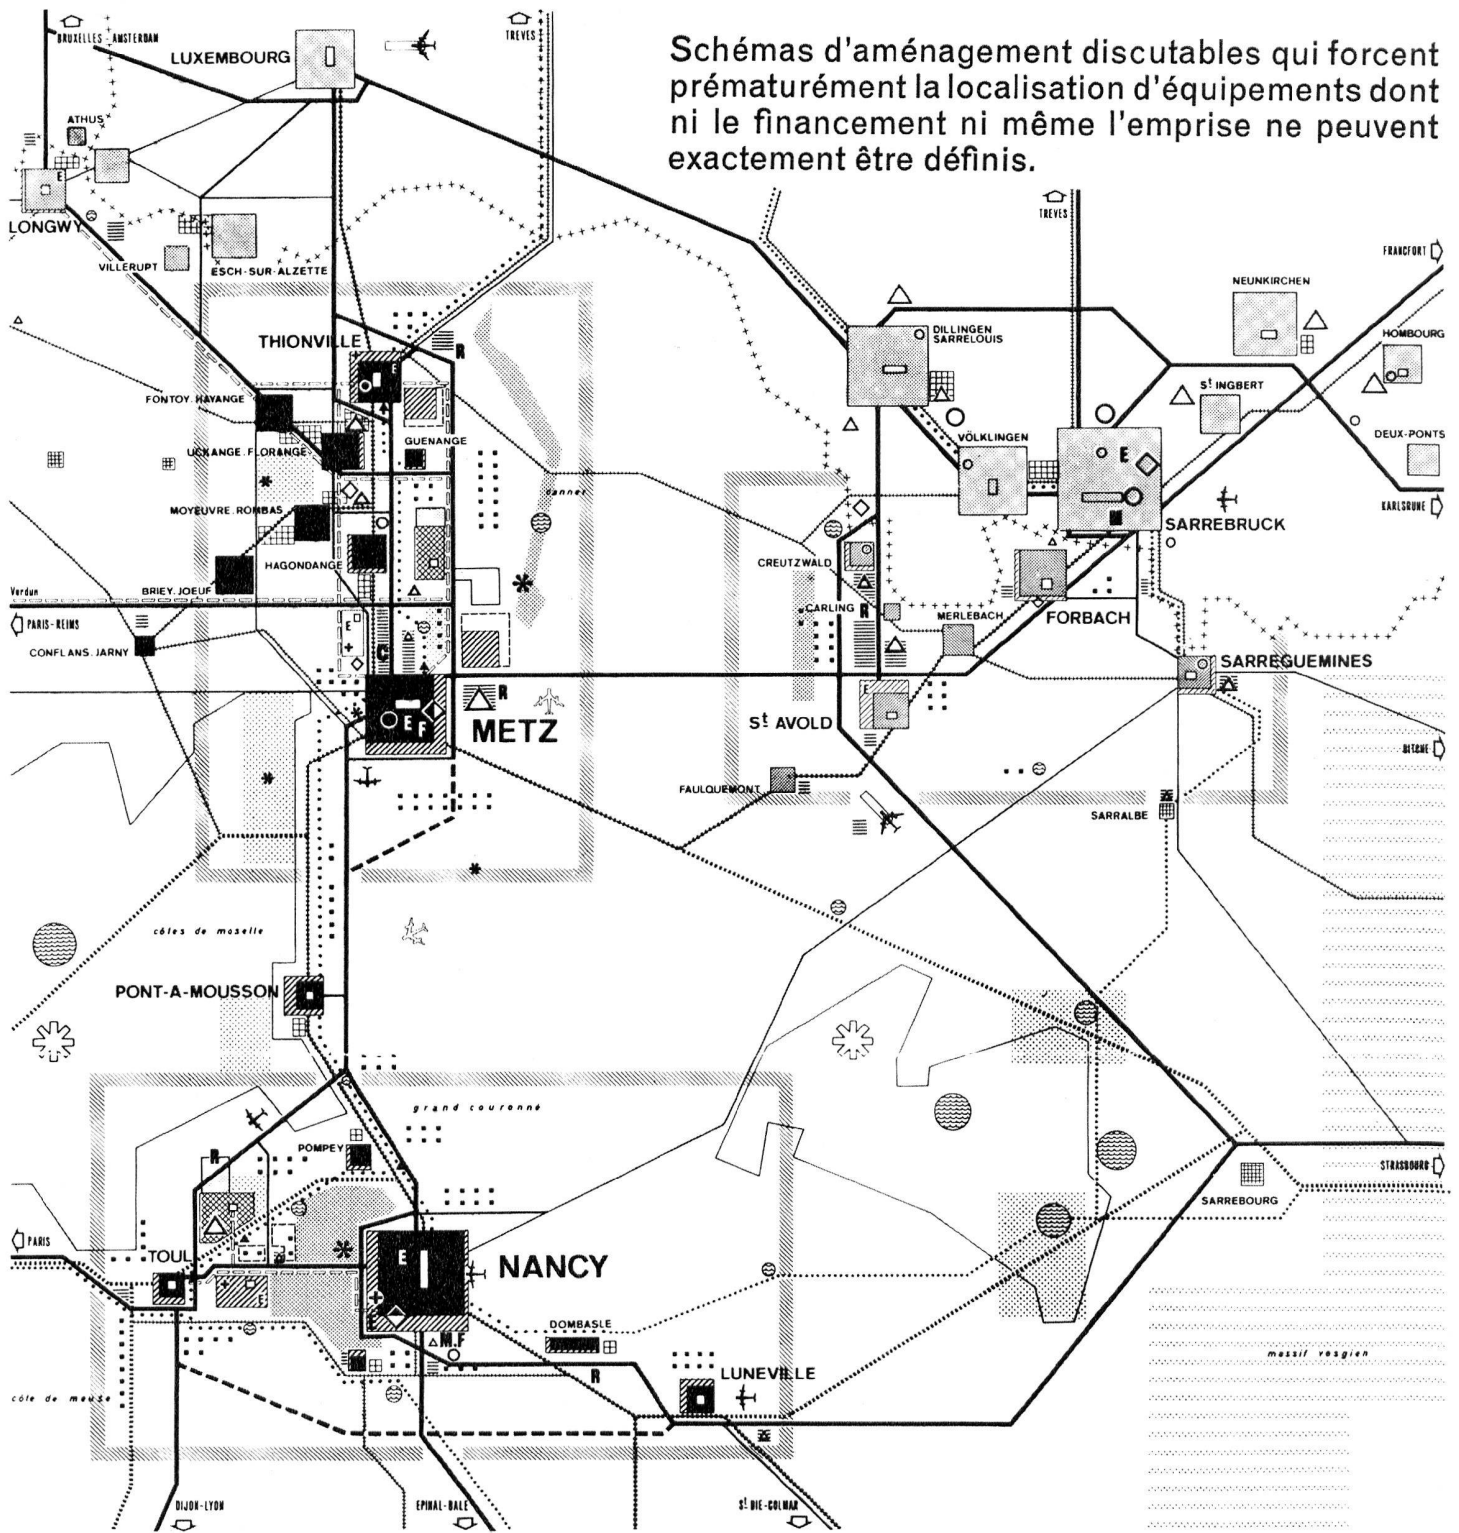 Schémas d'aménagement discutables qui forcent
prématurément la localisation d'équipements dont
ni le financement ni même l'emprise ne peuvent
exactement être définis.
BRUXELLES - AMSTERDAM
LUXEMBOURG
TREVES
ATHUS
E
LONGWY
VILLERUPT
ESCH-SUR-ALZETTE
TREVES
FRANCFORT
NEUNKIRCHEN
HOMBOURG
DILLINGEN
SARRELOUIS
THIONVILLE
R
E
FONTOY. HAYANGE
St INGBERT
UCKANGE. FLORANGE
GUENANGE
VÖLKLINGEN
E
DEUX-PONTS
MOYEUVRE. ROMBAS
SARREBRUCK
KARLSRUHE
HAGONDANGE
CREUTZWALD
BRIEY. JOEUF
Verdun
PARIS-REIMS
E
CARLING
R
MERLEBACH
FORBACH
CONFLANS. JARNY
C
SARREGUEMINES
R
E
E F
METZ
St AVOLD
BITCHE
FAULQUEMONT
SARRALBE
côtes de moselle
PONT-A-MOUSSON
grand couronné
POMPEY
R
STRASBOURG
SARREBOURG
PARIS
TOUL
E
NANCY
E
E
M.F
DOMBASLE
R
LUNEVILLE
massif vosgien
côte de meuse
DIJON-LYON
EPINAL-BALE
St DIE-COLMAR